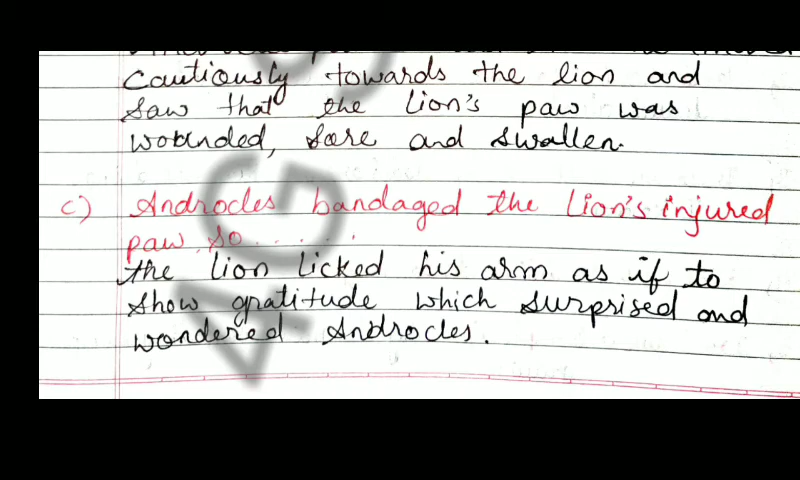 cautiously towards the lion and
saw that the lion's paw was
wounded, sore and swallen.
c) Androcles bandaged the lion's injured
paw so......
the lion licked his arm as if to
show gratitude which surprised and
wondered Androcles.